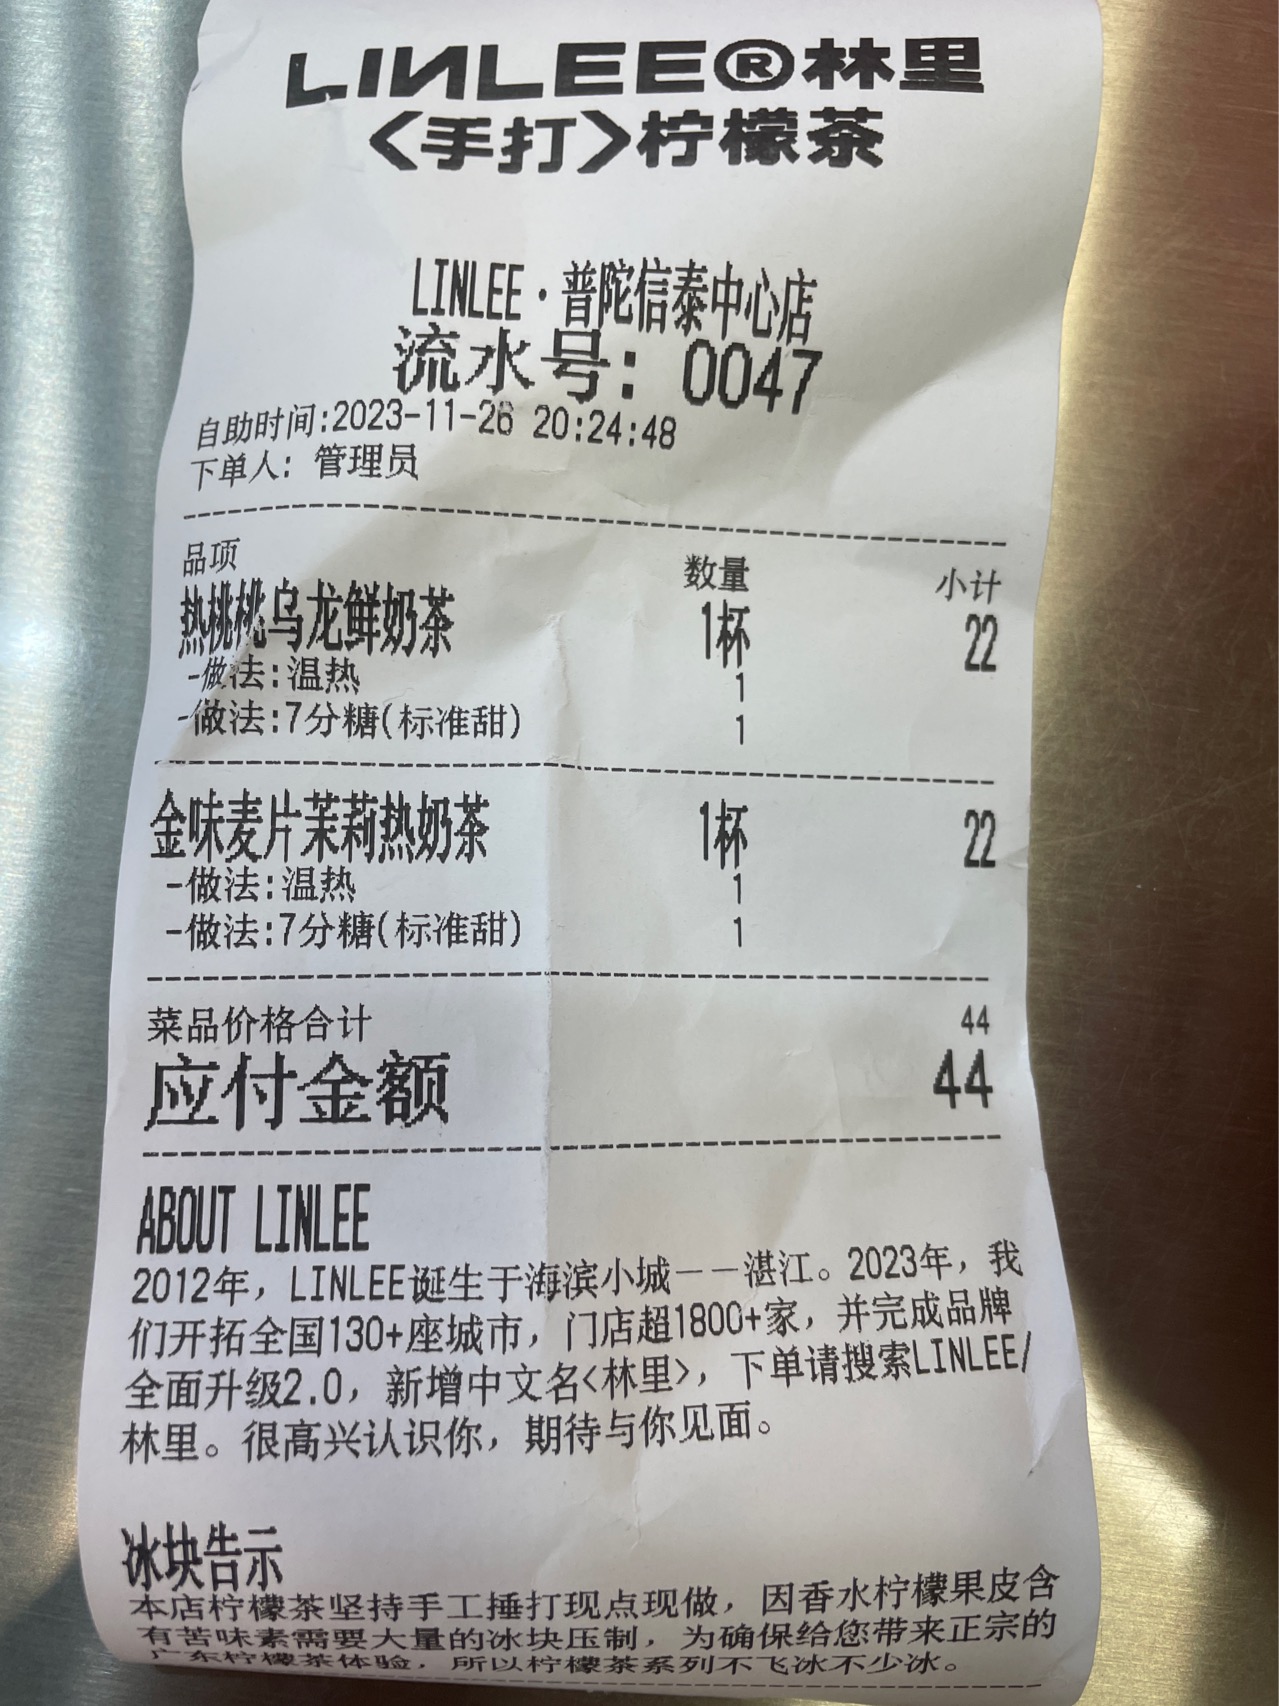 LINLEE®林里
<手打>柠檬茶
LINLEE·普陀信泰中心店
流水号: 0047
自助时间:2023-11-26 20:24:48
下单人: 管理员
品项 数量 小计
热桃桃乌龙鲜奶茶 1杯 22
-做法:温热 1
-做法:7分糖(标准甜) 1
金味麦片茉莉热奶茶 1杯 22
-做法:温热 1
-做法:7分糖(标准甜) 1
菜品价格合计 44
应付金额 44
ABOUT LINLEE
2012年，LINLEE诞生于海滨小城——湛江。2023年，我
们开拓全国130+座城市，门店超1800+家，并完成品牌
全面升级2.0，新增中文名<林里>，下单请搜索LINLEE/
林里。很高兴认识你，期待与你见面。
冰块告示
本店柠檬茶坚持手工捶打现点现做，因香水柠檬果皮含
有苦味素需要大量的冰块压制，为确保给您带来正宗的
广东柠檬茶体验，所以柠檬茶系列不飞冰不少冰。